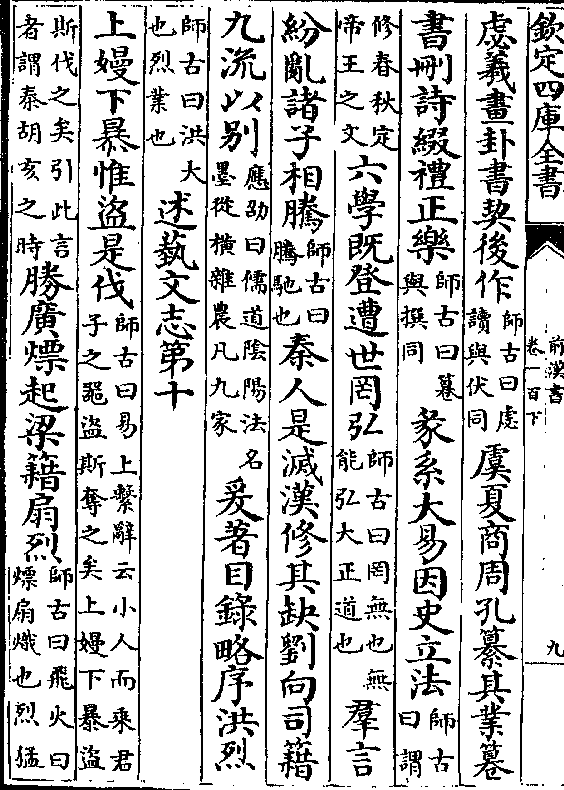 欽定四庫全書
前漢書
卷一百下
九
虙羲畫卦書契後作師古曰虙讀與伏同虞夏商周孔纂其業篹
書刪詩綴禮正樂師古曰篹與撰同彖系大易因史立法師古曰謂
修春秋定帝王之文六學既登遭世罔弘師古曰罔無也無能弘大正道也羣言
紛亂諸子相騰師古曰騰馳也秦人是滅漢修其缺劉向司籍
九流以别應劭曰儒道陰陽法名墨從橫雜農凡九家爰著目錄略序洪烈
師古曰洪大也烈業也述藝文志第十
上嫚下暴惟盜是伐師古曰易上繫辭云小人而乘君子之噐盜斯奪之矣上嫚下暴盜
斯伐之矣引此言者謂秦胡亥之時勝廣熛起梁籍扇烈師古曰飛火曰熛扇熾也烈猛